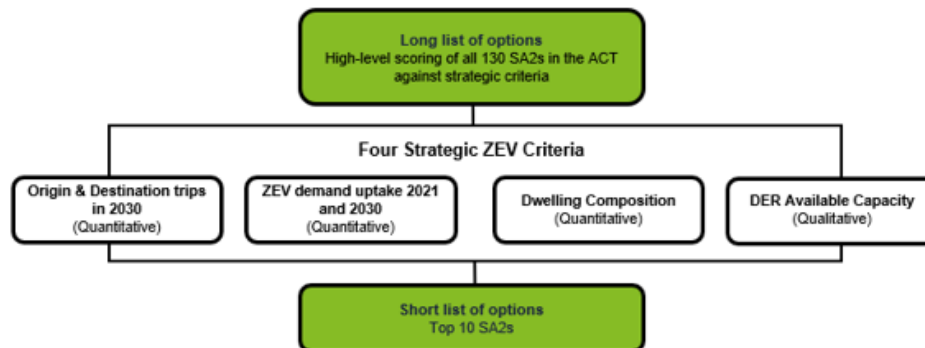 Long list of options
High-level scoring of all 130 SA2s in the ACT
against strategic criteria
Four Strategic ZEV Criteria
Origin & Destination trips
in 2030
(Quantitative)
ZEV demand uptake 2021
and 2030
(Quantitative)
Dwelling Composition
(Quantitative)
DER Available Capacity
(Qualitative)
Short list of options
Top 10 SA2s